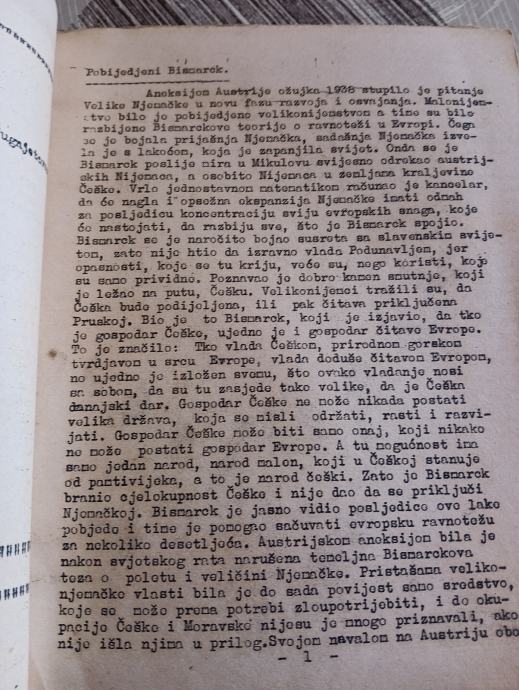 Pobijedjeni Bismarck.
Aneksijom Austrije ožujka 1938 stupilo je pitanje
Velike Njemačke u novu fazu razvoja i osvajanja. Malonijem-
stvo bilo je pobijedjeno velikonijemstvom a time su bile
razbijene Bismarckove teorije o ravnoteži u Evropi. Čega
se je bojala prijašnja Njemačka, sadašnja Njemačka izve-
la je s lakoćom, koja je zapanjila svijet. Onda se je
Bismarck poslije mira u Mikulovu svijesno odrekao austrij-
skih Nijemaca, a osobito Nijemaca u zemljama kraljevine
Češke. Vrlo jednostavnom matematikom računao je kancelar,
da će nagla i opsežna ekspanzija Njemačke imati odmah
za posljedicu koncentraciju sviju evropskih snaga, koje
će nastojati, da razbiju sve, što je Bismarck spojio.
Bismarck se je naročito bojao susreta sa slavenskim svije-
tom, zato nije htio da izravno vlada Podunavljem, jer
opasnosti, koje se tu kriju, veće su, nego koristi, koje
su samo prividne. Poznavao je dobro kamen smutnje, koji
je ležao na putu, Češku. Velikonijemci tražili su, da
Češka bude podijeljena, ili pak čitava priključena
Pruskoj. Bio je to Bismarck, koji je izjavio, da tko
je gospodar Češke, ujedno je i gospodar čitave Evrope.
To je značilo: Tko vlada Češkom, prirodnom gorskom
tvrdjavom u srcu Evrope, vlada doduše čitavom Evropom,
no ujedno je izložen svemu, što ovako vladanje nosi
sa sobom, da su tu zasjede tako velike, da je Češka
danajski dar. Gospodar Češke ne može nikada postati
velika država, koja se misli održati, rasti i razvi-
jati. Gospodar Češke može biti samo onaj, koji nikako
ne može postati gospodar Evrope. A tu mogućnost ima
samo jedan narod, narod malen, koji u Češkoj stanuje
od pamtivijeka, a to je narod češki. Zato je Bismarck
branio cjelokupnost Češke i nije dao da se priključi
Njemačkoj. Bismarck je jasno vidio posljedice ove lake
pobjede i time je pomogao sačuvati evropsku ravnotežu
za nekoliko desetljeća. Austrijskom aneksijom bila je
nakon svjetskog rata narušena temeljna Bismarckova
teza o poletu i veličini Njemačke. Pristašama veliko-
njemačke vlasti bila je do sada povijest samo sredstvo,
koje se može prema potrebi zloupotrijebiti, i do oku-
pacije Češke i Moravske nijesu je mnogo priznavali, ako
nije išla njima u prilog.Svojom navalom na Austriju
- 1 -